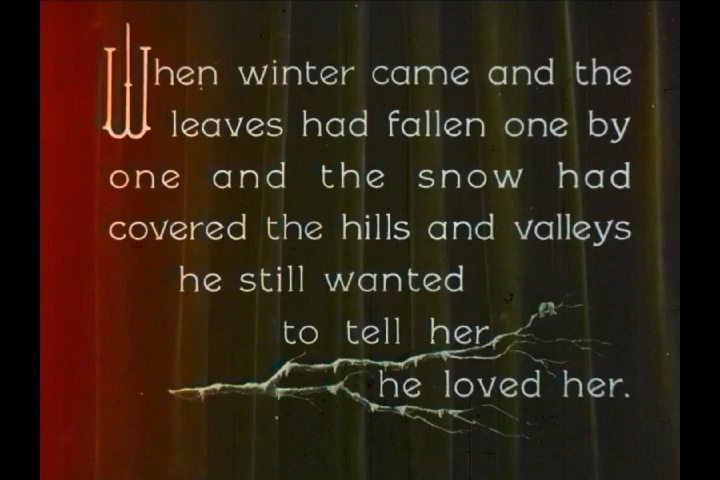 When winter came and the
leaves had fallen one by
one and the snow had
covered the hills and valleys
he still wanted
to tell her
he loved her.